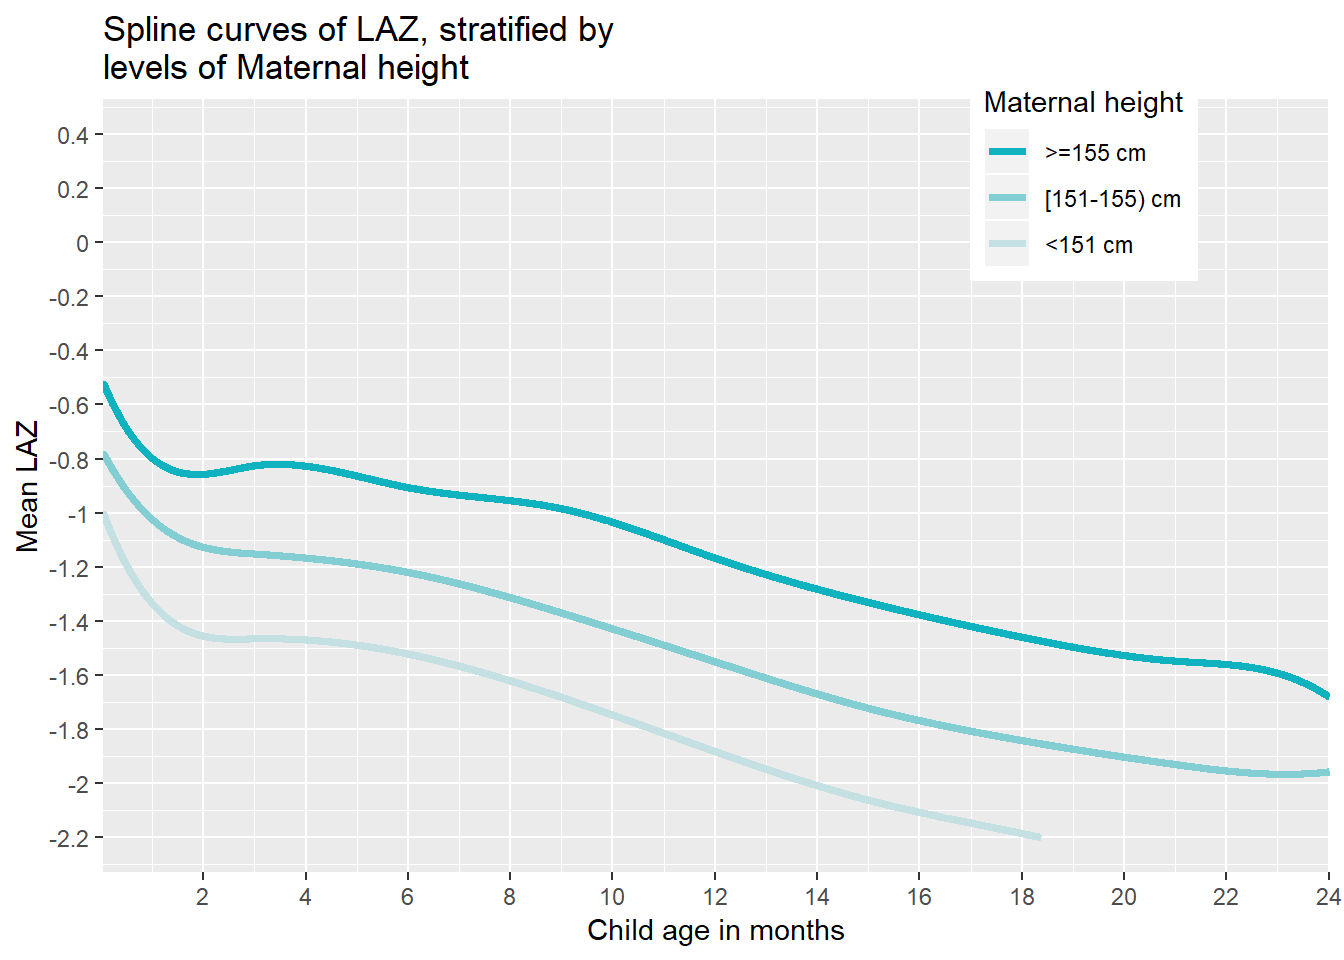 Spline curves of LAZ, stratified by
levels of Maternal height
Maternal height
>=155 cm
[151-155) cm
<151 cm
Mean LAZ
0.4
0.2
0
-0.2
-0.4
-0.6
-0.8
-1
-1.2
-1.4
-1.6
-1.8
-2
-2.2
2 4 6 8 10 12 14 16 18 20 22 24
Child age in months